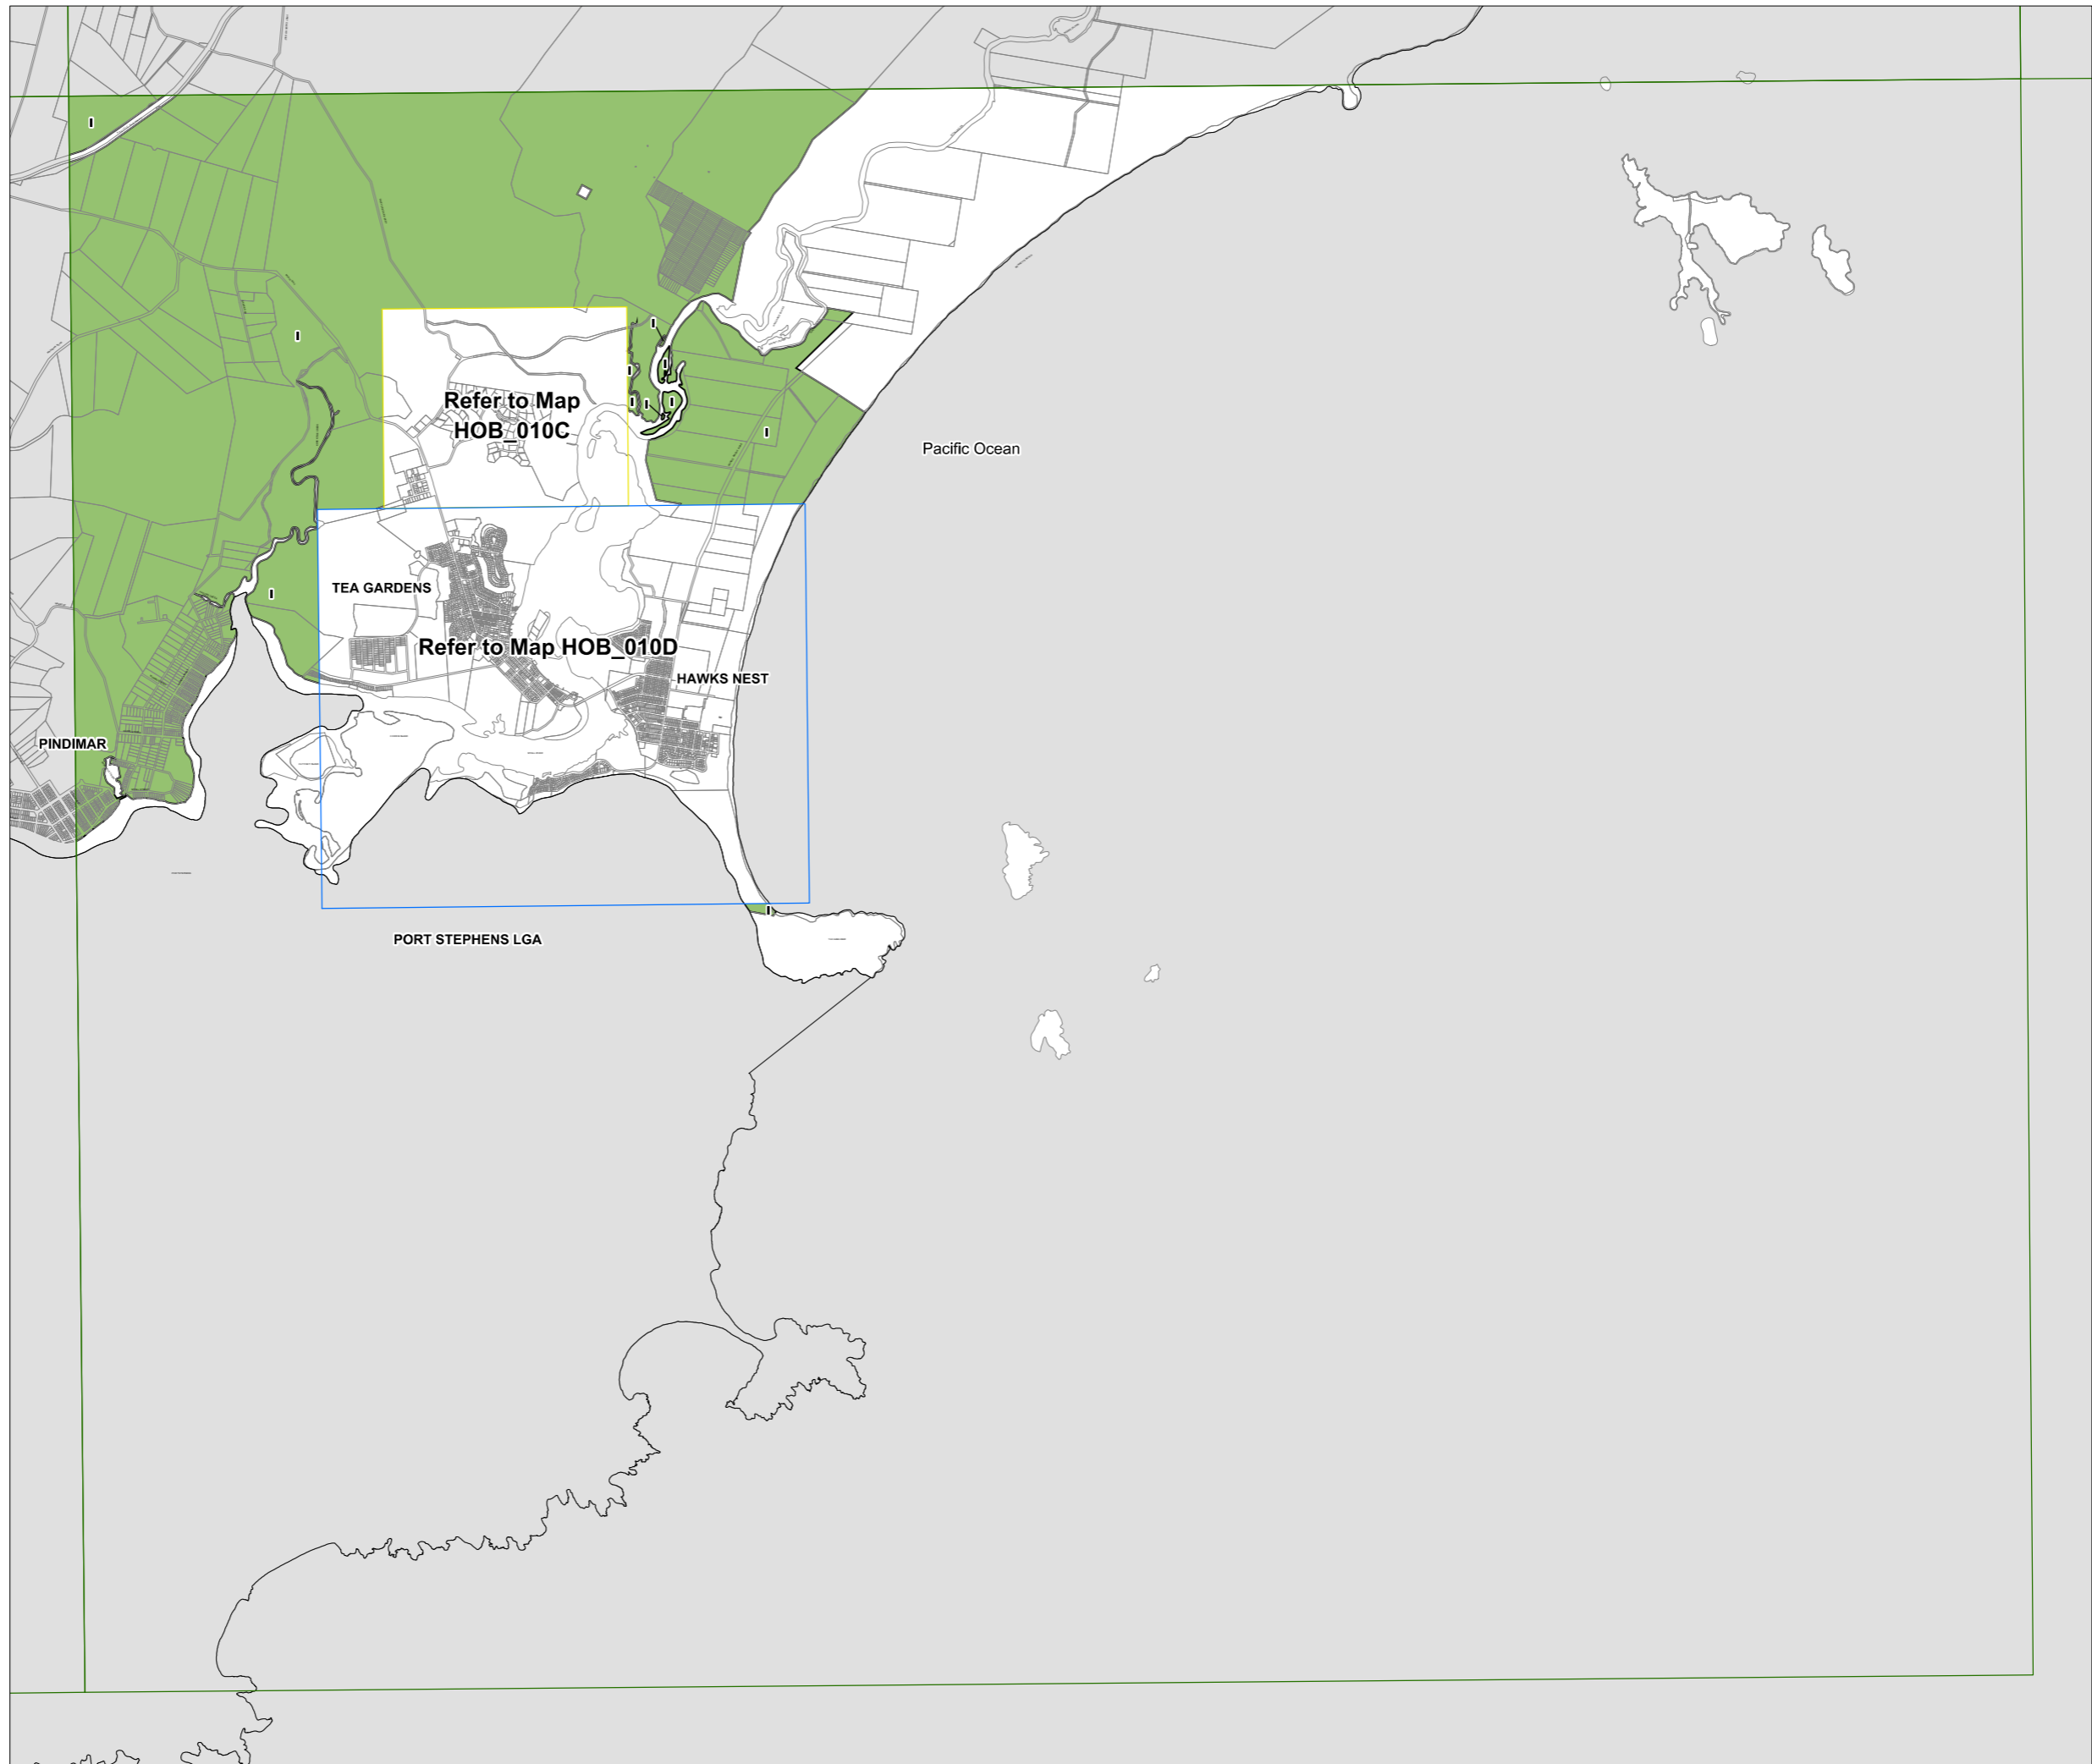 I
I
I
I
I
Refer to Map
HOB_010C
I
I
I
I
Pacific Ocean
TEA GARDENS
I
Refer to Map HOB_010D
HAWKS NEST
PINDIMAR
I
PORT STEPHENS LGA